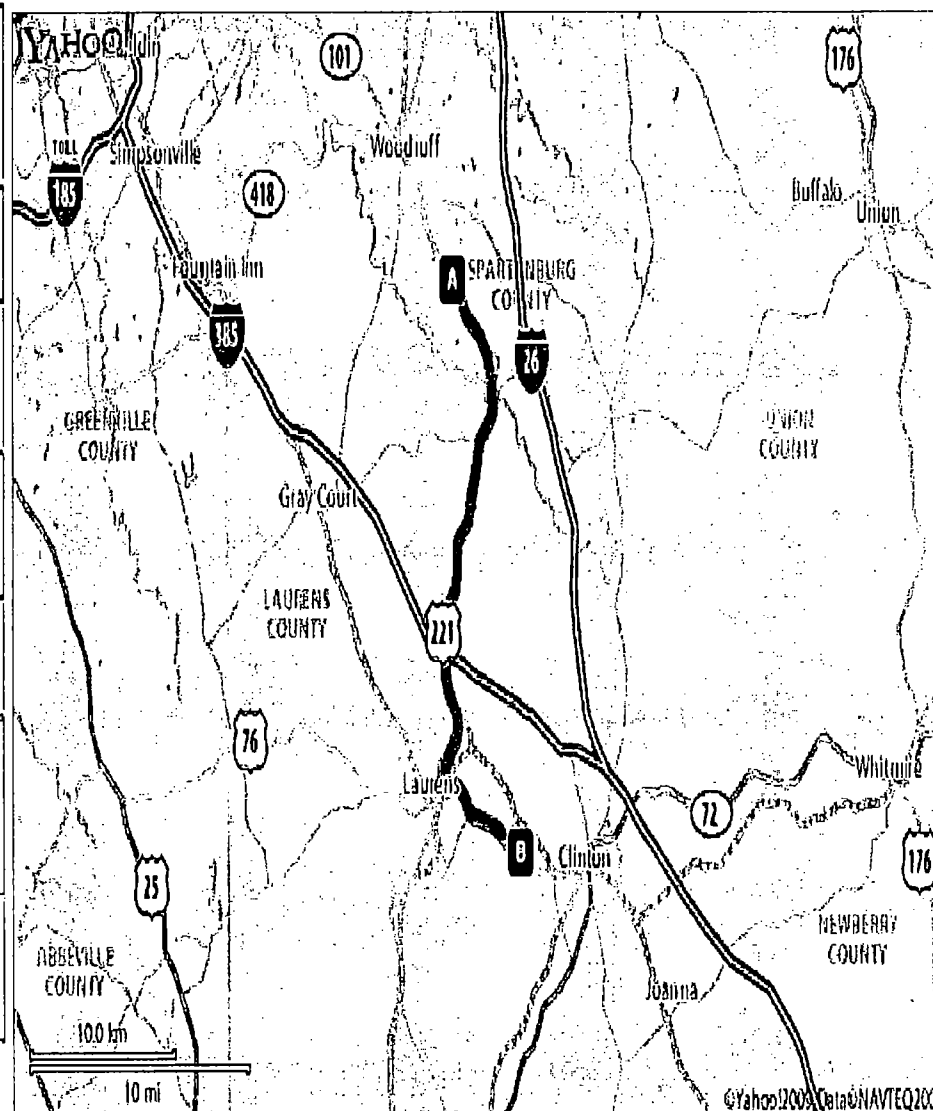 YAHOO!
101
176
TOLL
185
Simpsonville
Woodruff
418
Buffalo
Union
Fountain Inn
A
SPARTANBURG
COUNTY
385
26
GREENVILLE
COUNTY
UNION
COUNTY
Gray Court
LAURENS
COUNTY
221
76
Laurens
Whitmire
72
B
Clinton
176
25
NEWBERRY
COUNTY
ABBEVILLE
COUNTY
Joanna
10.0 km
10 mi
©Yahoo!2009,Data©NAVTEQ200